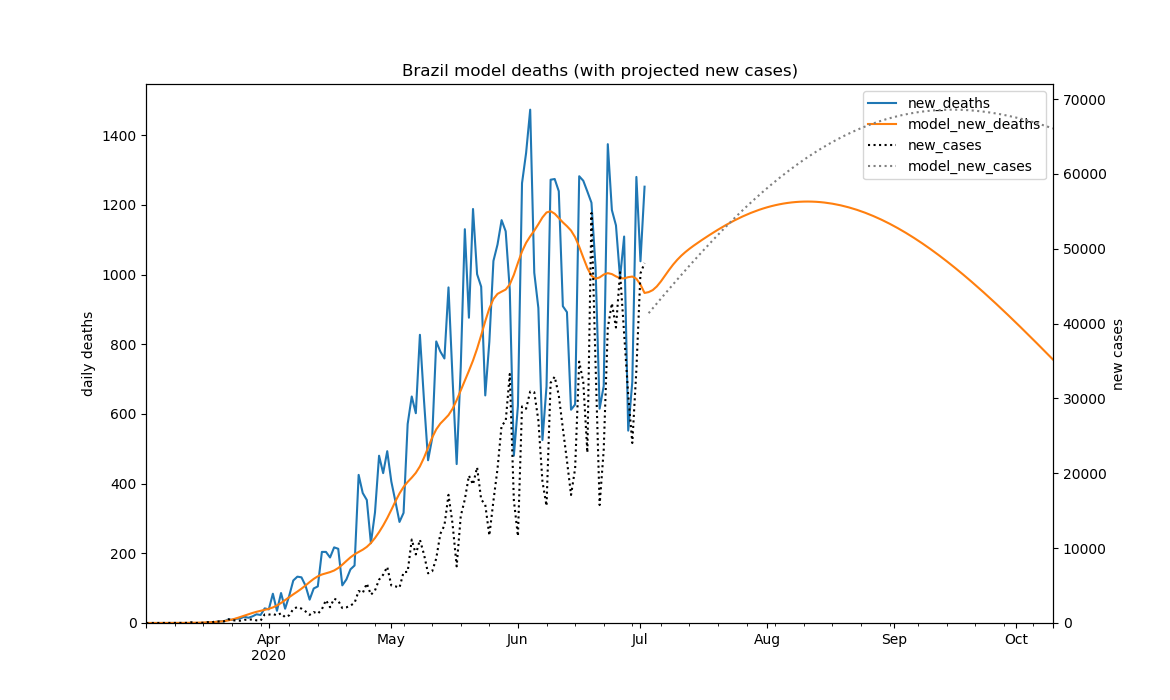 Brazil model deaths (with projected new cases)
new_deaths
model_new_deaths
new_cases
model_new_cases
daily deaths
1400
1200
1000
800
600
400
200
0
70000
60000
50000
40000
30000
20000
10000
0
new cases
Apr
2020
May
Jun
Jul
Aug
Sep
Oct